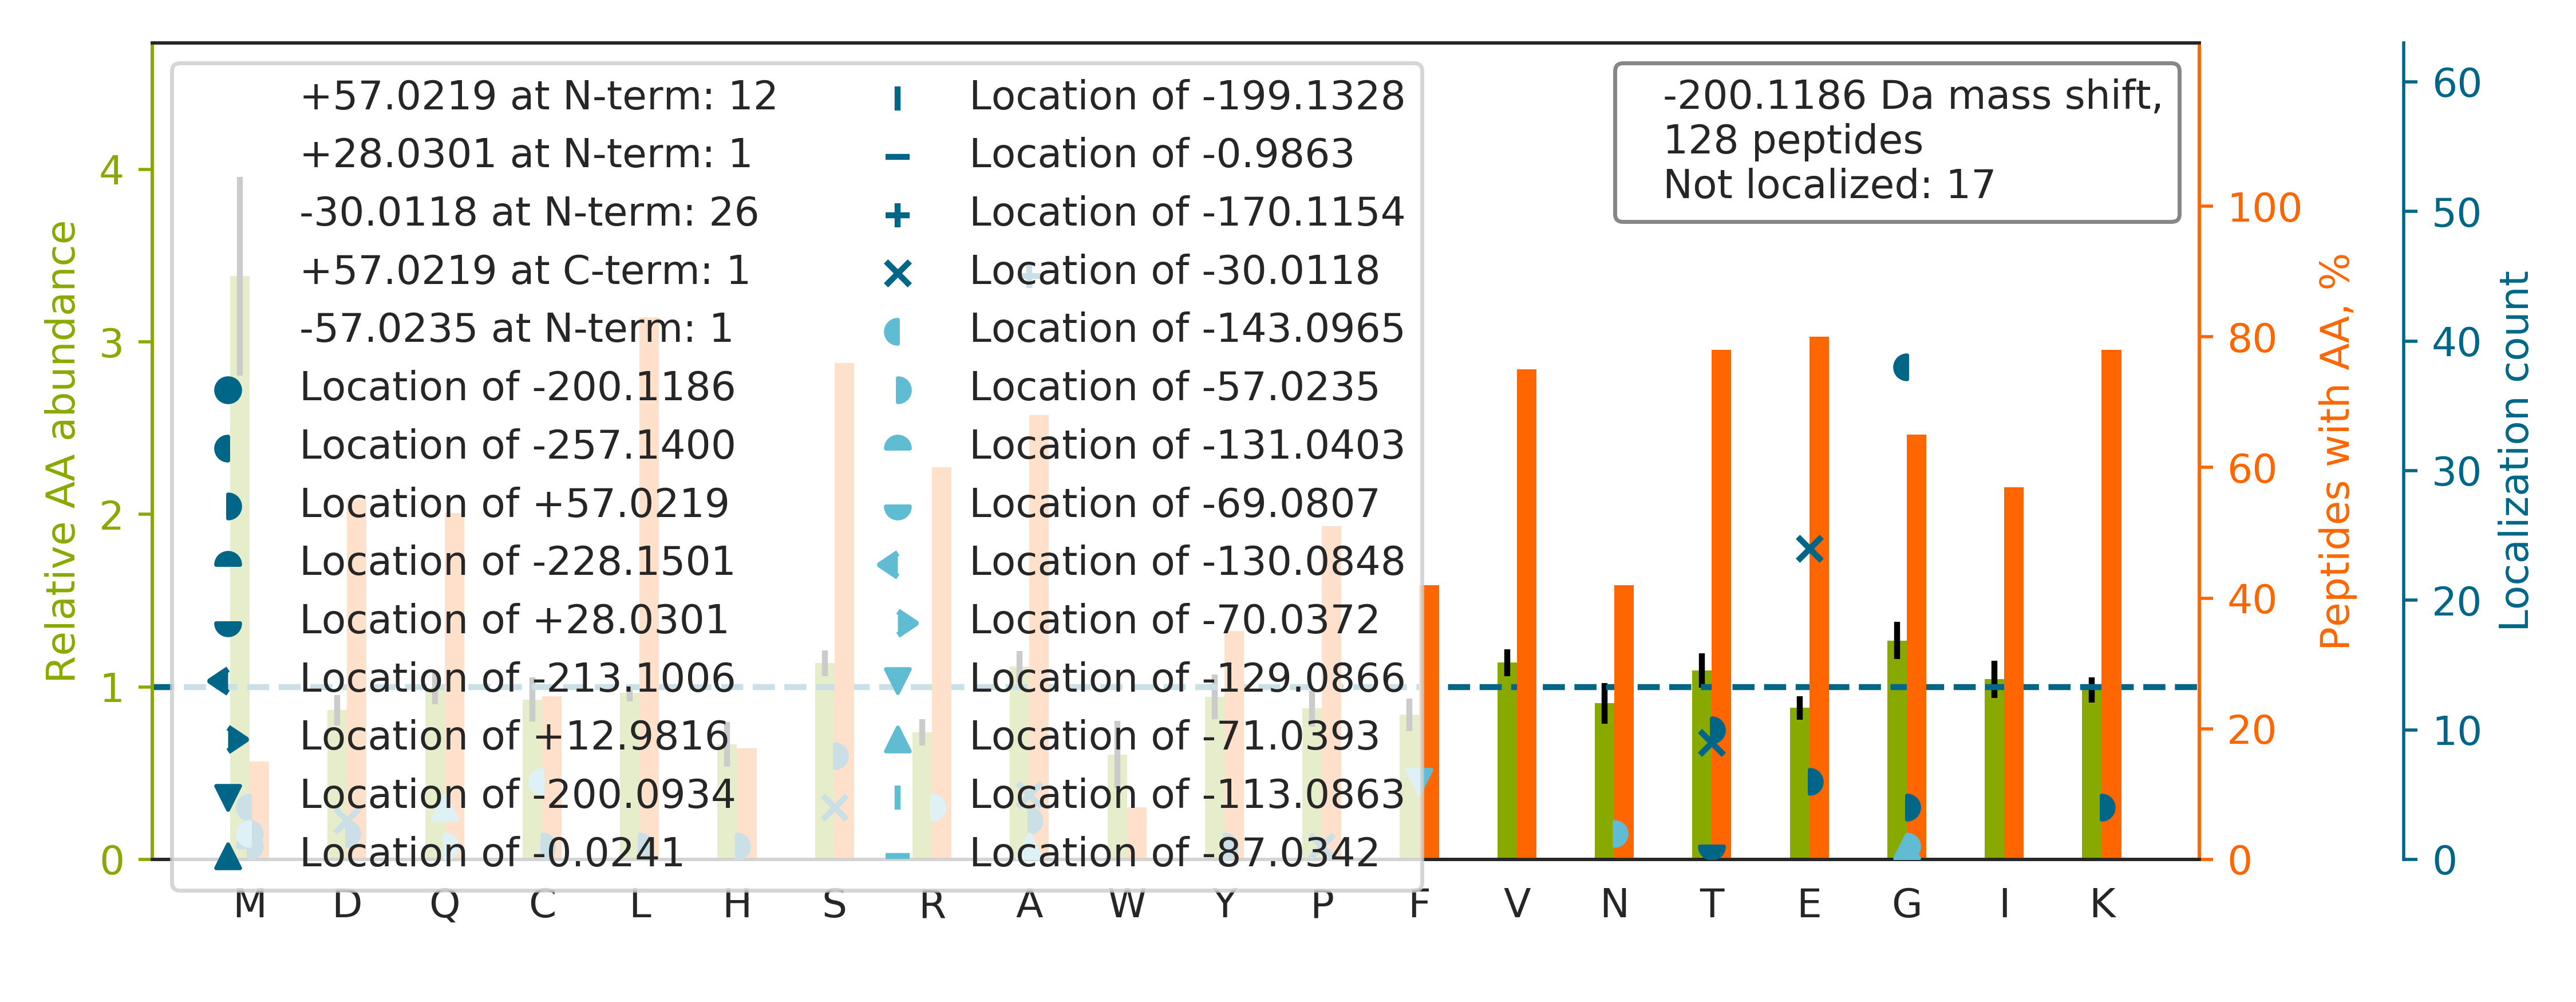 +57.0219 at N-term: 12
+28.0301 at N-term: 1
-30.0118 at N-term: 26
+57.0219 at C-term: 1
-57.0235 at N-term: 1
Location of -200.1186
Location of -257.1400
Location of +57.0219
Location of -228.1501
Location of +28.0301
Location of -213.1006
Location of +12.9816
Location of -200.0934
Location of -0.0241
Location of -199.1328
Location of -0.9863
Location of -170.1154
Location of -30.0118
Location of -143.0965
Location of -57.0235
Location of -131.0403
Location of -69.0807
Location of -130.0848
Location of -70.0372
Location of -129.0866
Location of -71.0393
Location of -113.0863
Location of -87.0342
-200.1186 Da mass shift,
128 peptides
Not localized: 17
Relative AA abundance
4
3
2
1
0
M D Q C L H S R A W Y P F V N T E G I K
100
80
60
40
20
0
Peptides with AA, %
60
50
40
30
20
10
0
Localization count